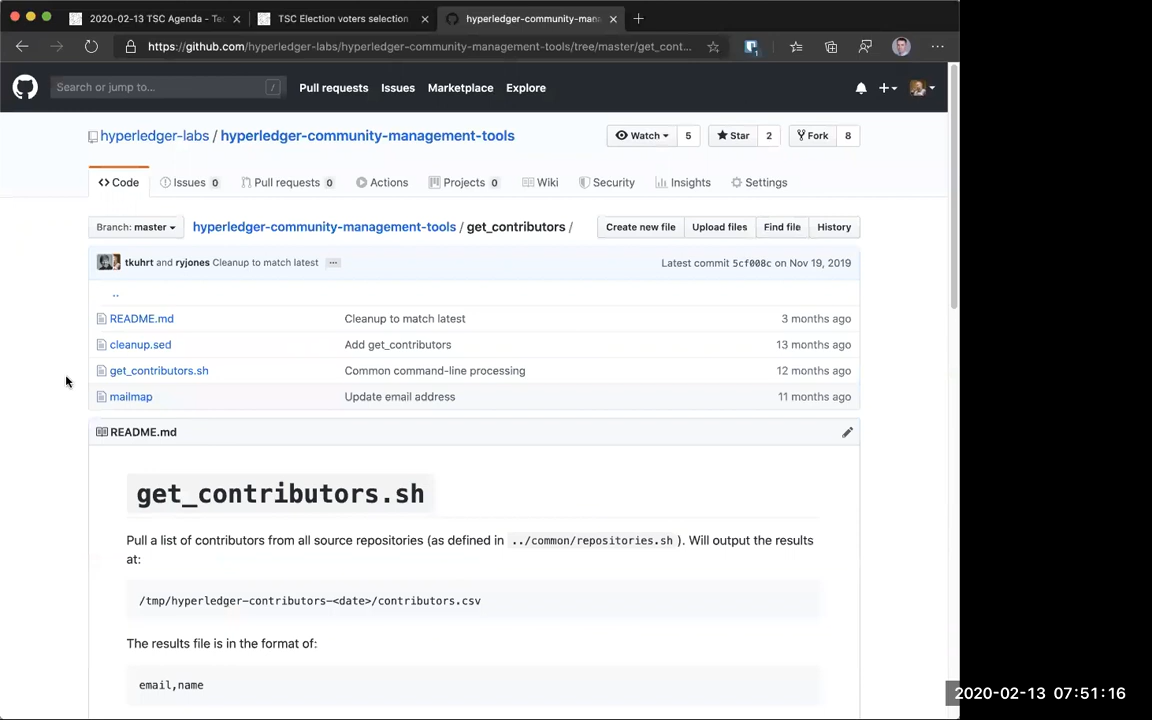 2020-02-13 TSC Agenda - Te
TSC Election voters selection
hyperledger-community-mana
https://github.com/hyperledger-labs/hyperledger-community-management-tools/tree/master/get_cont...
1
Search or jump to...
/
Pull requests
Issues
Marketplace
Explore
hyperledger-labs / hyperledger-community-management-tools
Watch 5
Star 2
Fork 8
Code
Issues 0
Pull requests 0
Actions
Projects 0
Wiki
Security
Insights
Settings
Branch: master
hyperledger-community-management-tools / get_contributors /
Create new file
Upload files
Find file
History
tkuhrt and ryjones Cleanup to match latest ...
Latest commit 5cf008c on Nov 19, 2019
..
README.md Cleanup to match latest 3 months ago
cleanup.sed Add get_contributors 13 months ago
get_contributors.sh Common command-line processing 12 months ago
mailmap Update email address 11 months ago
README.md
get_contributors.sh
Pull a list of contributors from all source repositories (as defined in ../common/repositories.sh ). Will output the results
at:
/tmp/hyperledger-contributors-<date>/contributors.csv
The results file is in the format of:
email,name
2020-02-13 07:51:16